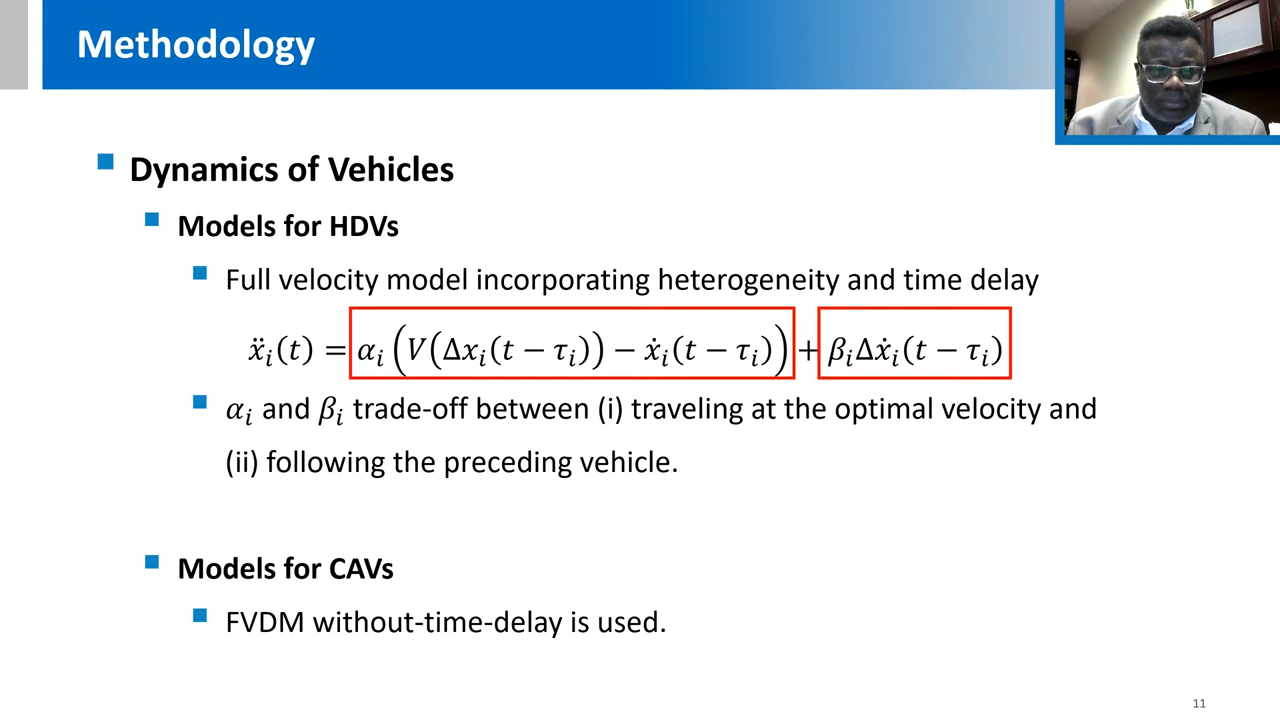 Methodology
Dynamics of Vehicles
Models for HDVs
Full velocity model incorporating heterogeneity and time delay
ẍᵢ(t) = αᵢ(V(Δxᵢ(t − τᵢ)) − ẋᵢ(t − τᵢ)) + βᵢΔẋᵢ(t − τᵢ)
αᵢ and βᵢ trade-off between (i) traveling at the optimal velocity and
(ii) following the preceding vehicle.
Models for CAVs
FVDM without-time-delay is used.
11